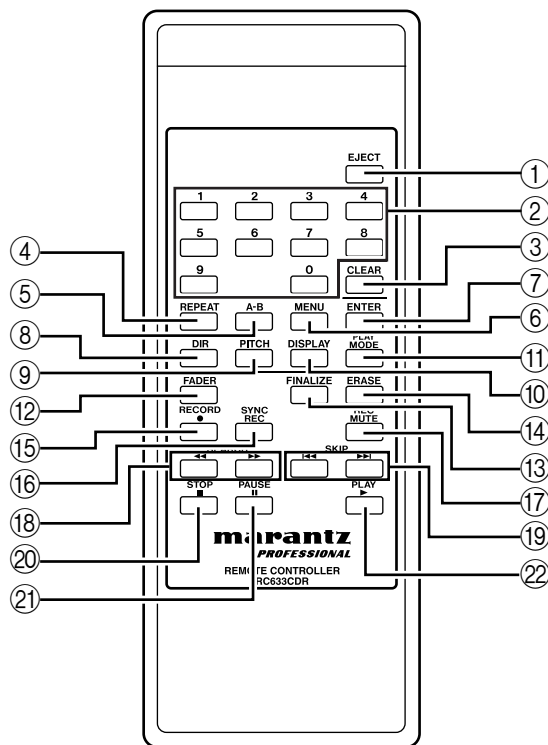 EJECT
①
1 2 3 4
②
5 6 7 8
④
③
9 0 CLEAR
⑤
⑦
REPEAT A-B MENU ENTER
⑥
⑧
DIR PITCH DISPLAY PLAY MODE
⑪
⑨
⑩
FADER FINALIZE ERASE
⑫
⑭
RECORD SYNC REC REC MUTE
⑮
⑬
⑯
⑰
SKIP
⑱
⑲
STOP PAUSE PLAY
⑳
㉒
㉑
marantz
PROFESSIONAL
REMOTE CONTROLLER
RC633CDR